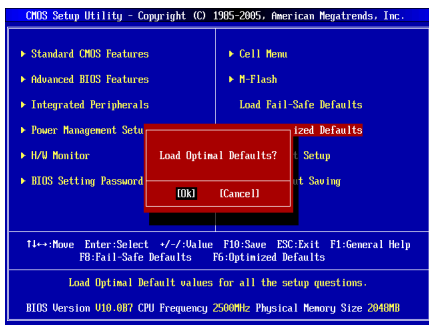 CMOS Setup Utility - Copyright (C) 1985-2005, American Megatrends, Inc.
▶ Standard CMOS Features ▶ Cell Menu
▶ Advanced BIOS Features ▶ M-Flash
▶ Integrated Peripherals Load Fail-Safe Defaults
▶ Power Management Setu ized Defaults
▶ H/W Monitor Load Optimal Defaults? t Setup
▶ BIOS Setting Password ut Saving
[Ok] [Cancel]
↑↓↔:Move Enter:Select +/-/:Value F10:Save ESC:Exit F1:General Help
F8:Fail-Safe Defaults F6:Optimized Defaults
Load Optimal Default values for all the setup questions.
BIOS Version V10.0B7 CPU Frequency 2500MHz Physical Memory Size 2048MB